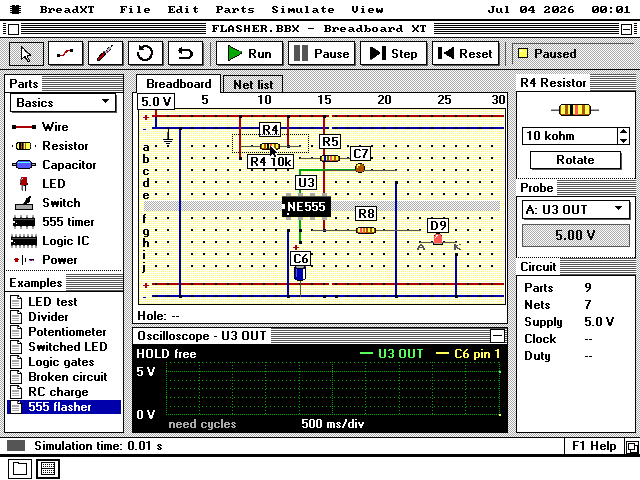 BreadXT File Edit Parts Simulate View Jul 04 2026 00:01
FLASHER.BBX - Breadboard XT
Run Pause Step Reset Paused
Parts
Basics
Wire
Resistor
Capacitor
LED
Switch
555 timer
Logic IC
Power
Examples
LED test
Divider
Potentiometer
Switched LED
Logic gates
Broken circuit
RC charge
555 flasher
Breadboard Net list
5.0 V 5 10 15 20 25 30
+
-
a
b
c
d
e
f
g
h
i
j
+
-
R4
R4 10k
R5
C7
U3
NE555
R8
D9
A K
+
C6
Hole: --
Oscilloscope - U3 OUT
HOLD free U3 OUT C6 pin 1
5 V
0 V
need cycles 500 ms/div
R4 Resistor
10 kohm
Rotate
Probe
A: U3 OUT
5.00 V
Circuit
Parts 9
Nets 7
Supply 5.0 V
Clock --
Duty --
Simulation time: 0.01 s F1 Help